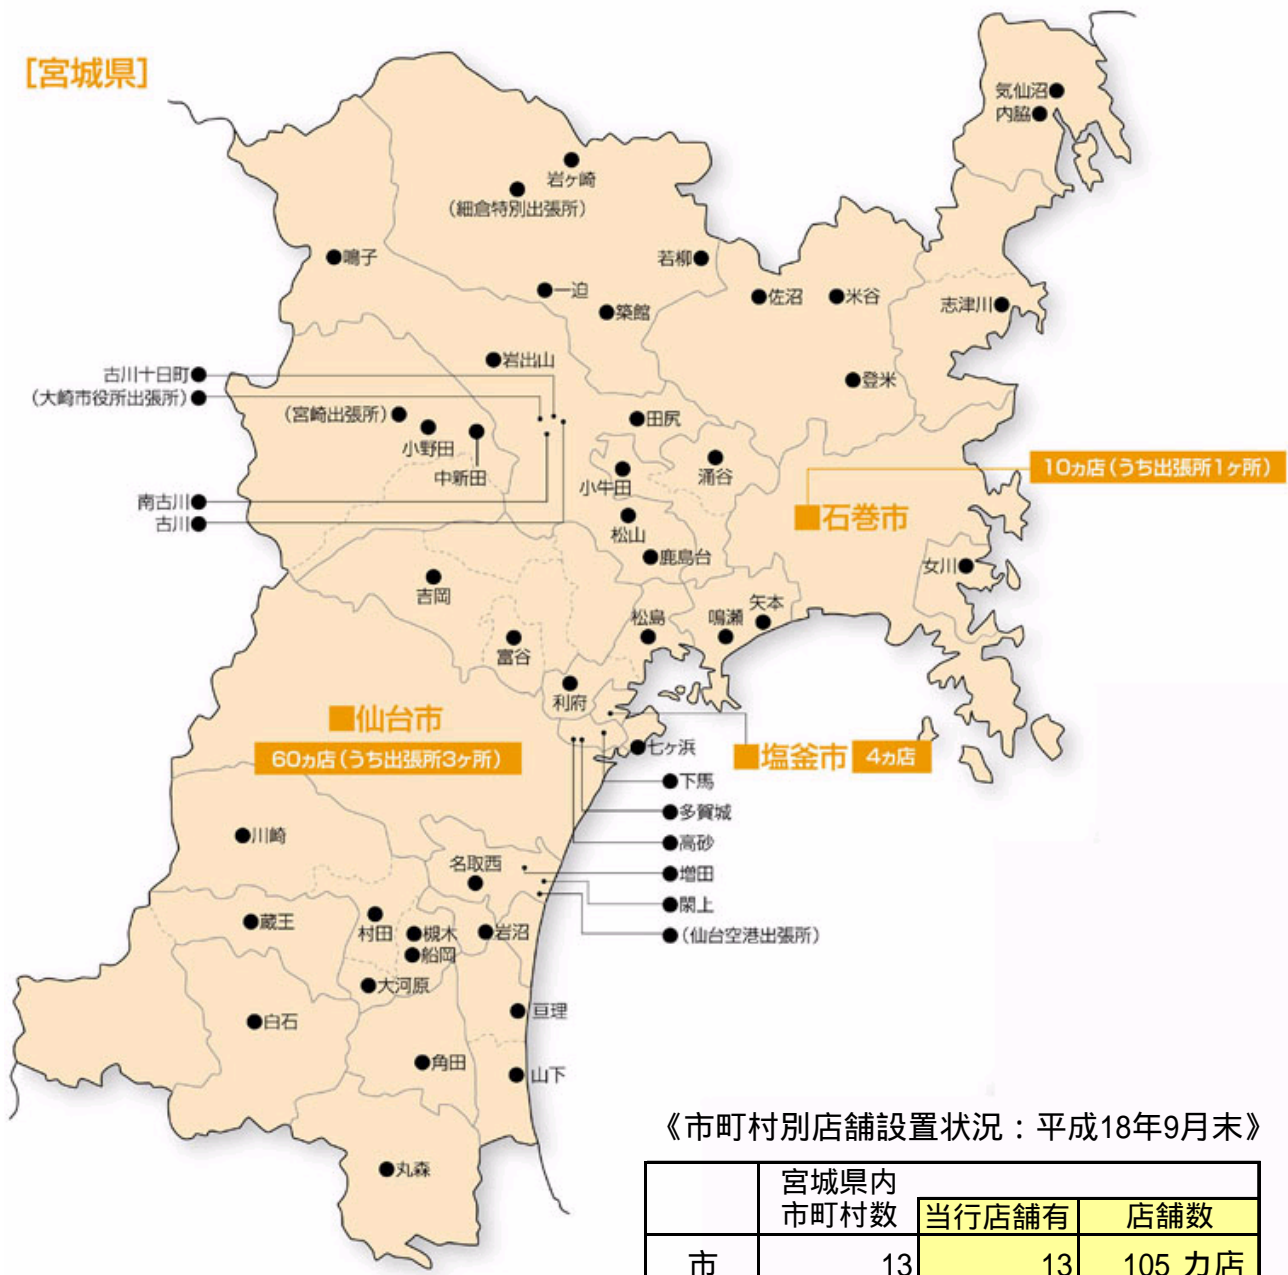 [宮城県]
気仙沼
内脇
岩ヶ崎
(細倉特別出張所)
鳴子
若柳
一迫
築館
佐沼
米谷
志津川
岩出山
古川十日町
(大崎市役所出張所)
登米
(宮崎出張所)
田尻
小野田
中新田
涌谷
10ヵ店(うち出張所1ヶ所)
小牛田
南古川
古川
松山
■石巻市
鹿島台
女川
吉岡
松島
鳴瀬
矢本
富谷
利府
■仙台市
60ヵ店(うち出張所3ヶ所)
七ヶ浜
■塩釜市 4ヵ店
下馬
多賀城
川崎
高砂
名取西
増田
閖上
蔵王
村田
槻木
岩沼
(仙台空港出張所)
船岡
大河原
亘理
白石
角田
山下
丸森
《市町村別店舗設置状況:平成18年9月末》
宮城県内
市町村数 当行店舗有 店舗数
市 13 13 105 カ店